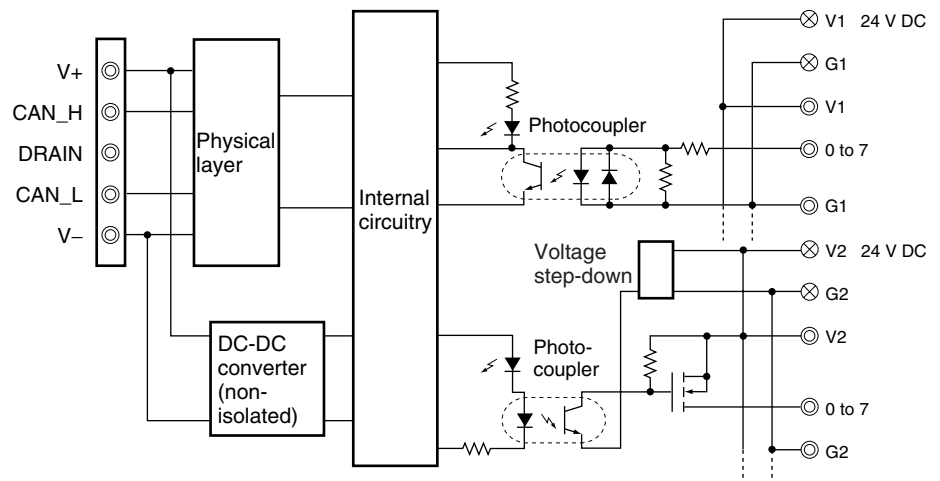 V+
CAN_H
DRAIN
CAN_L
V–
Physical
layer
DC-DC
converter
(non-
isolated)
Internal
circuitry
Photocoupler
Voltage
step-down
Photo-
coupler
V1 24 V DC
G1
V1
0 to 7
G1
V2 24 V DC
G2
V2
0 to 7
G2